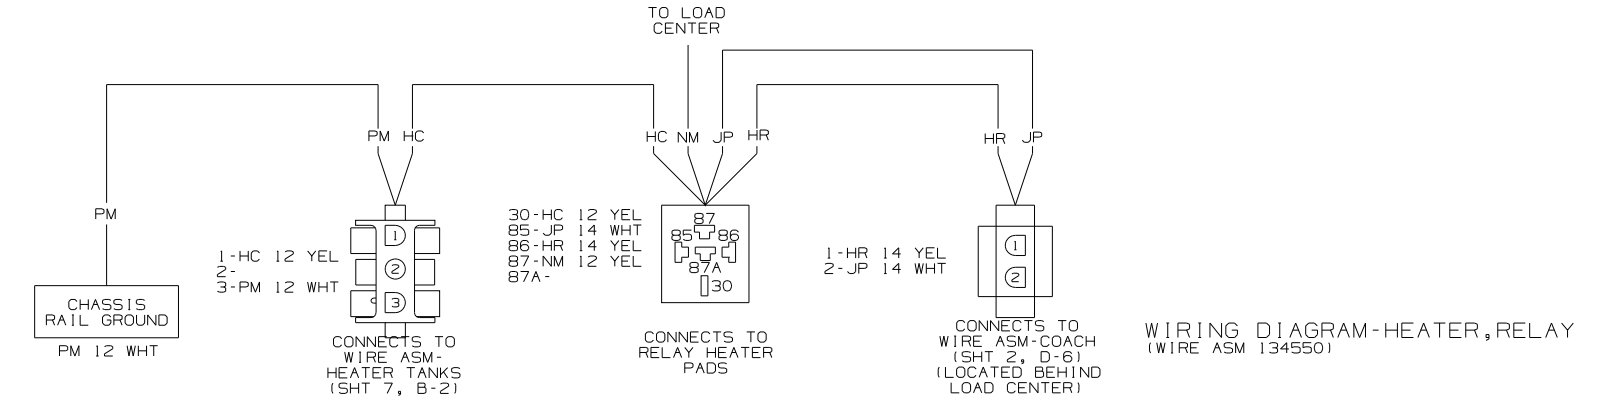 TO LOAD
CENTER
PM HC
HC NM JP HR
HR JP
PM
1-HC 12 YEL
2-
3-PM 12 WHT
1
2
3
30-HC 12 YEL
85-JP 14 WHT
86-HR 14 YEL
87-NM 12 YEL
87A-
87
85 86
87A
30
1-HR 14 YEL
2-JP 14 WHT
1
2
CHASSIS
RAIL GROUND
PM 12 WHT
CONNECTS TO
WIRE ASM-
HEATER TANKS
(SHT 7, B-2)
CONNECTS TO
RELAY HEATER
PADS
CONNECTS TO
WIRE ASM-COACH
(SHT 2, D-6)
(LOCATED BEHIND
LOAD CENTER)
WIRING DIAGRAM-HEATER,RELAY
(WIRE ASM 134550)